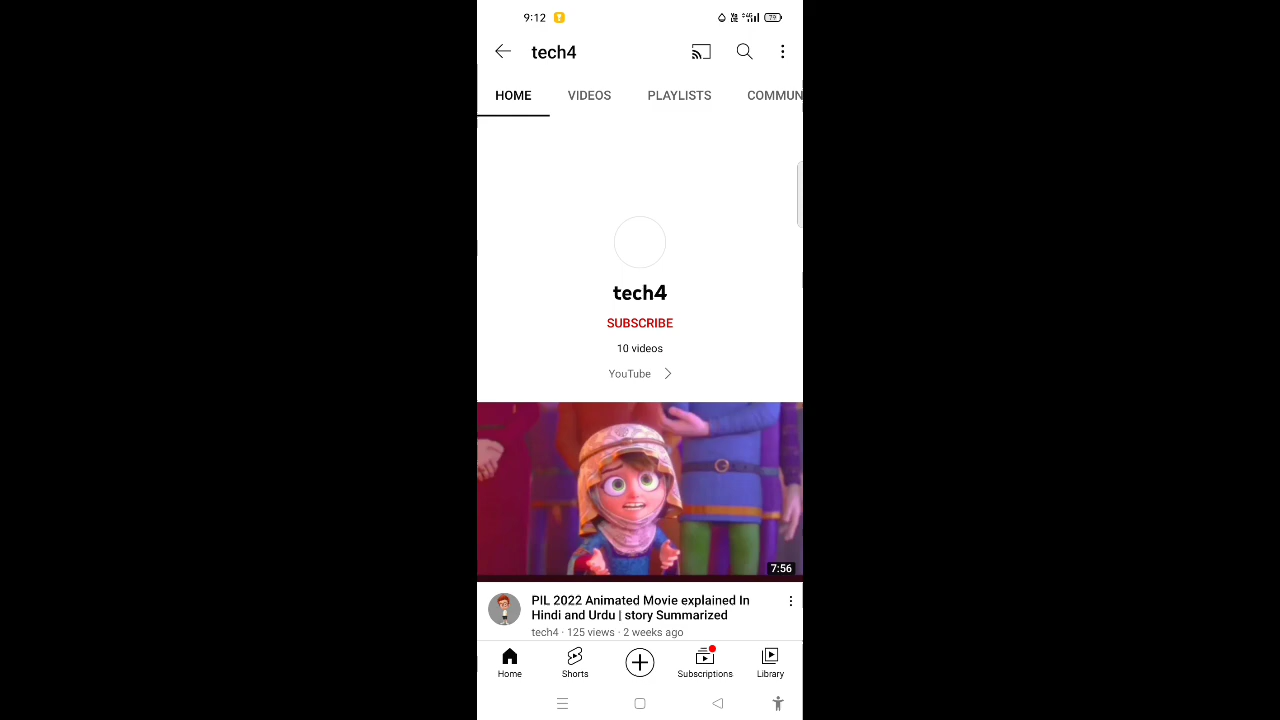 9:12
79
tech4
HOME VIDEOS PLAYLISTS COMMUN
tech4
SUBSCRIBE
10 videos
YouTube
7:56
PIL 2022 Animated Movie explained In
Hindi and Urdu | story Summarized
tech4 · 125 views · 2 weeks ago
Home Shorts Subscriptions Library